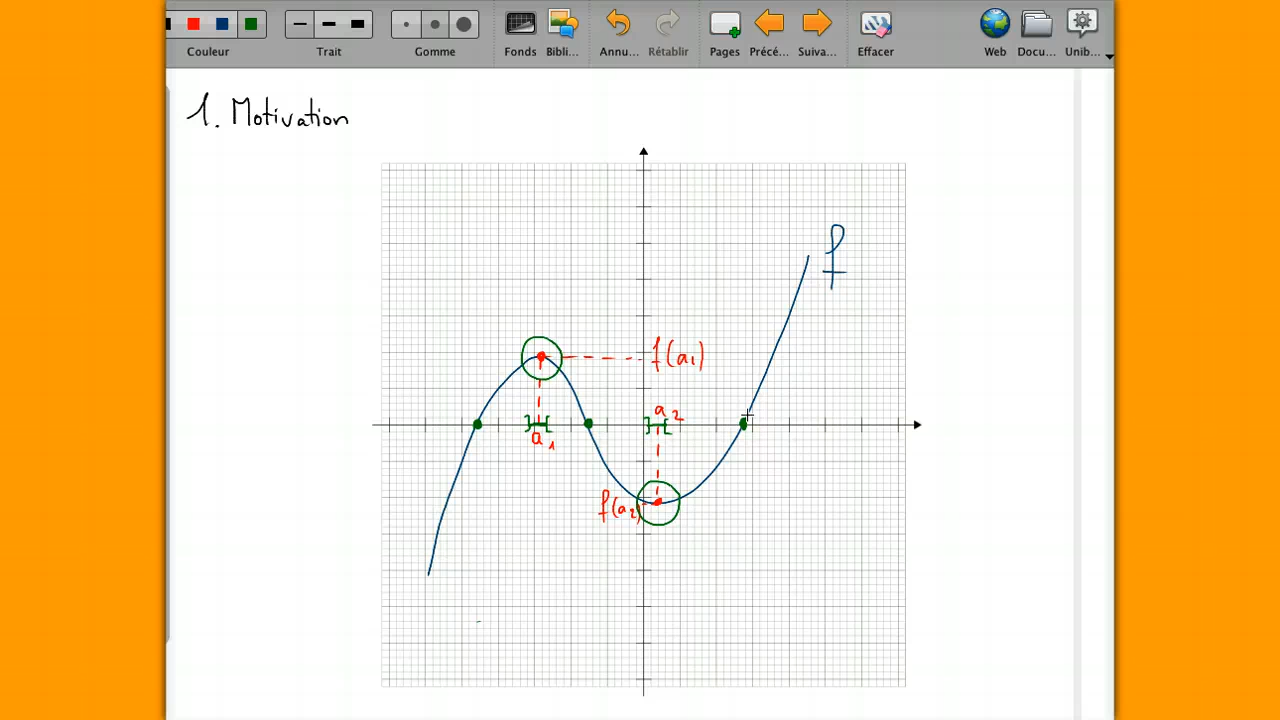 Couleur Trait Gomme Fonds Bibli... Annu... Rétablir Pages Précé... Suiva... Effacer Web Docu... Unib...
1. Motivation
f
f(a1)
a2
a1
f(a2)